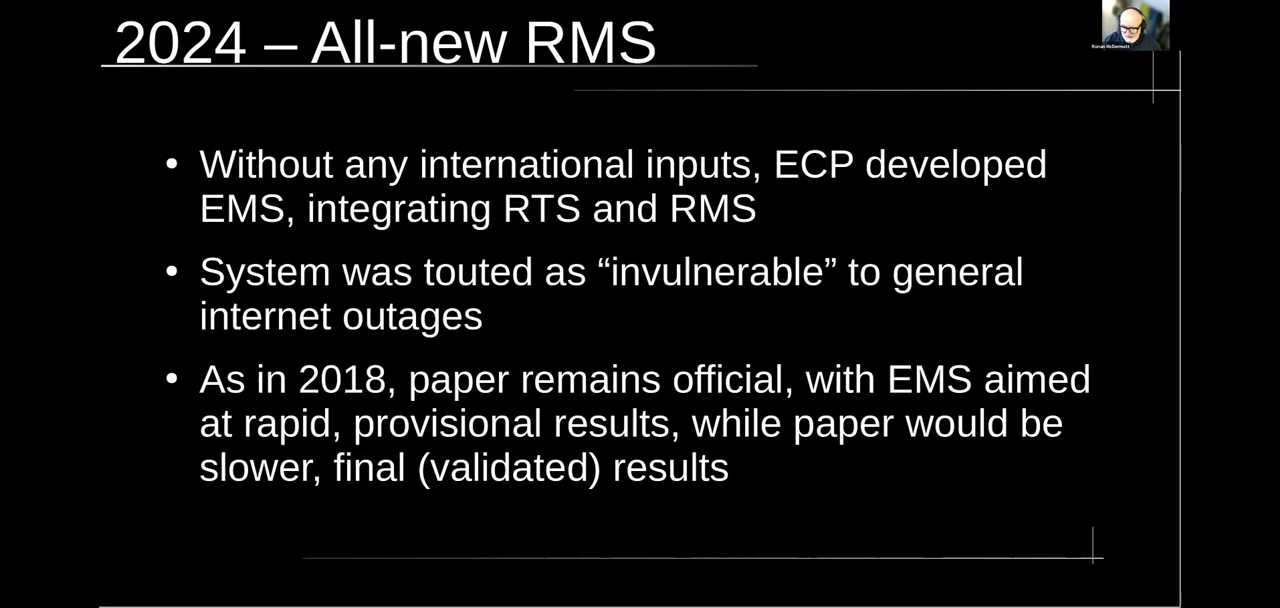 2024 – All-new RMS
Ronan McDermott
• Without any international inputs, ECP developed
EMS, integrating RTS and RMS
• System was touted as “invulnerable” to general
internet outages
• As in 2018, paper remains official, with EMS aimed
at rapid, provisional results, while paper would be
slower, final (validated) results